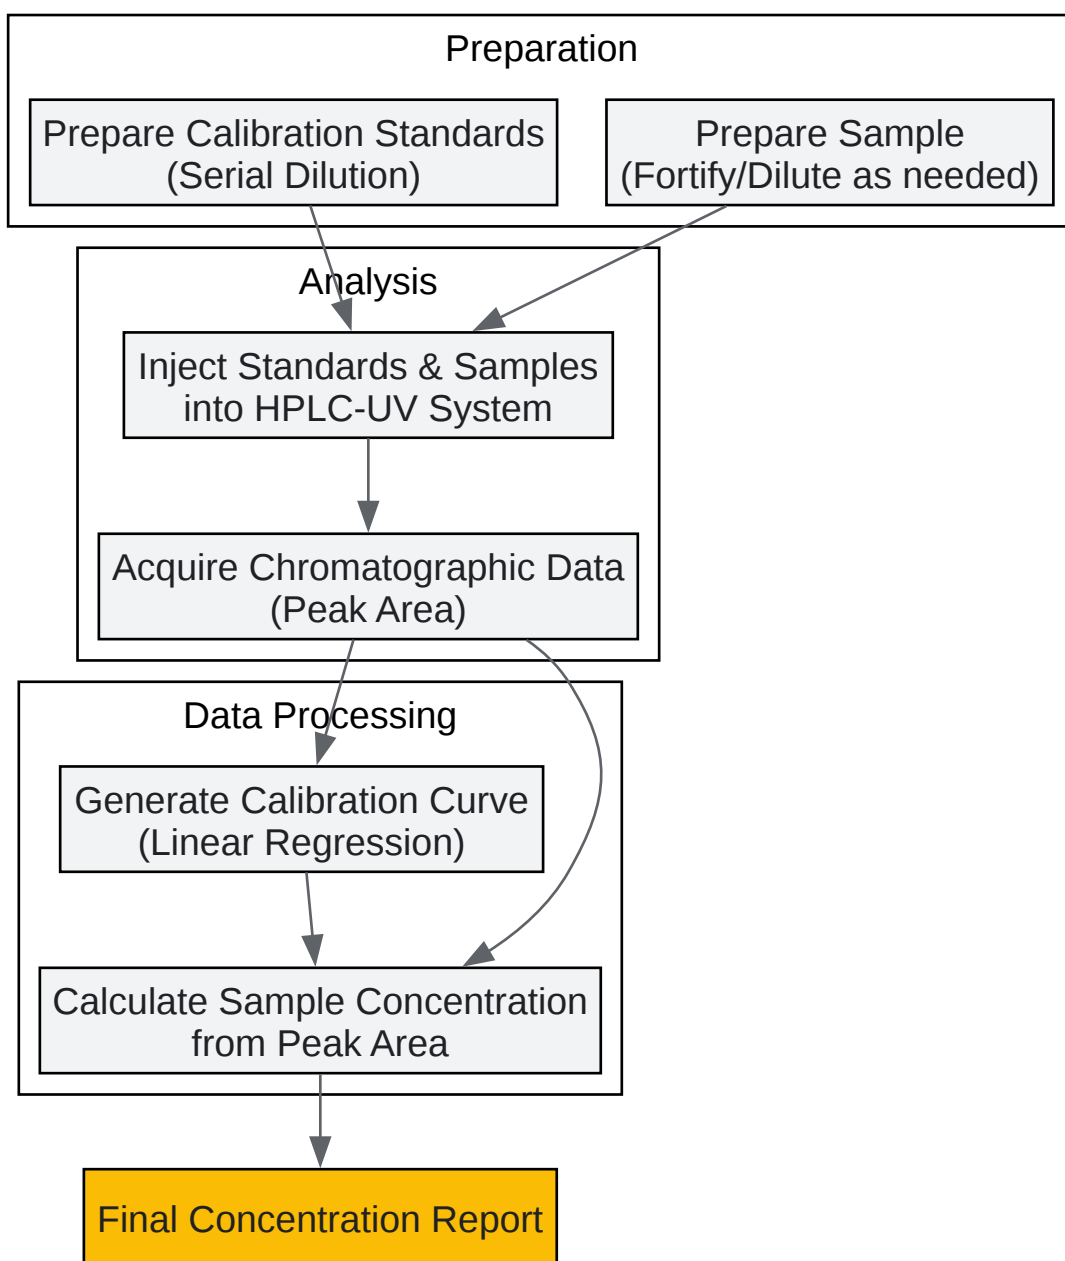 Preparation
Prepare Calibration Standards
(Serial Dilution)
Prepare Sample
(Fortify/Dilute as needed)
Analysis
Inject Standards & Samples
into HPLC-UV System
Acquire Chromatographic Data
(Peak Area)
Data Processing
Generate Calibration Curve
(Linear Regression)
Calculate Sample Concentration
from Peak Area
Final Concentration Report